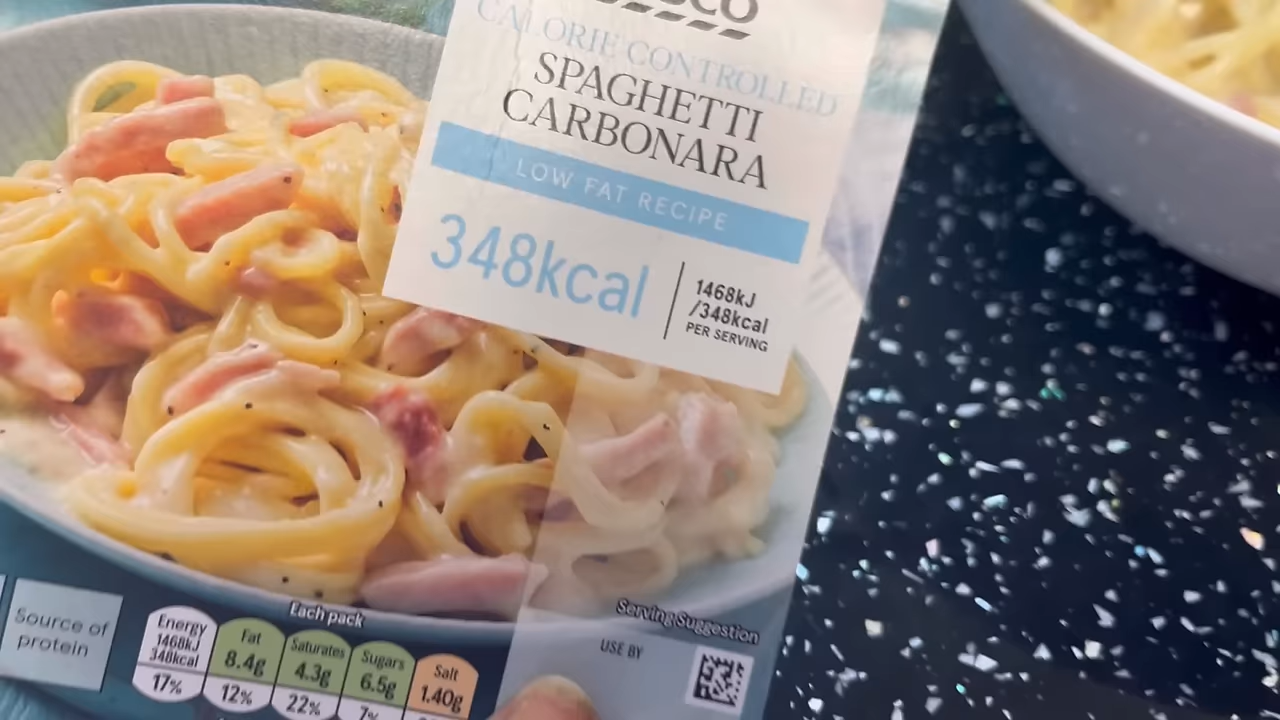 CALORIE CONTROLLED
SPAGHETTI
CARBONARA
LOW FAT RECIPE
348kcal
1468kJ
/348kcal
PER SERVING
Serving Suggestion
USE BY
Source of
protein
Each pack
Energy
1468kJ
348kcal
17%
Fat
8.4g
12%
Saturates
4.3g
22%
Sugars
6.5g
7%
Salt
1.40g